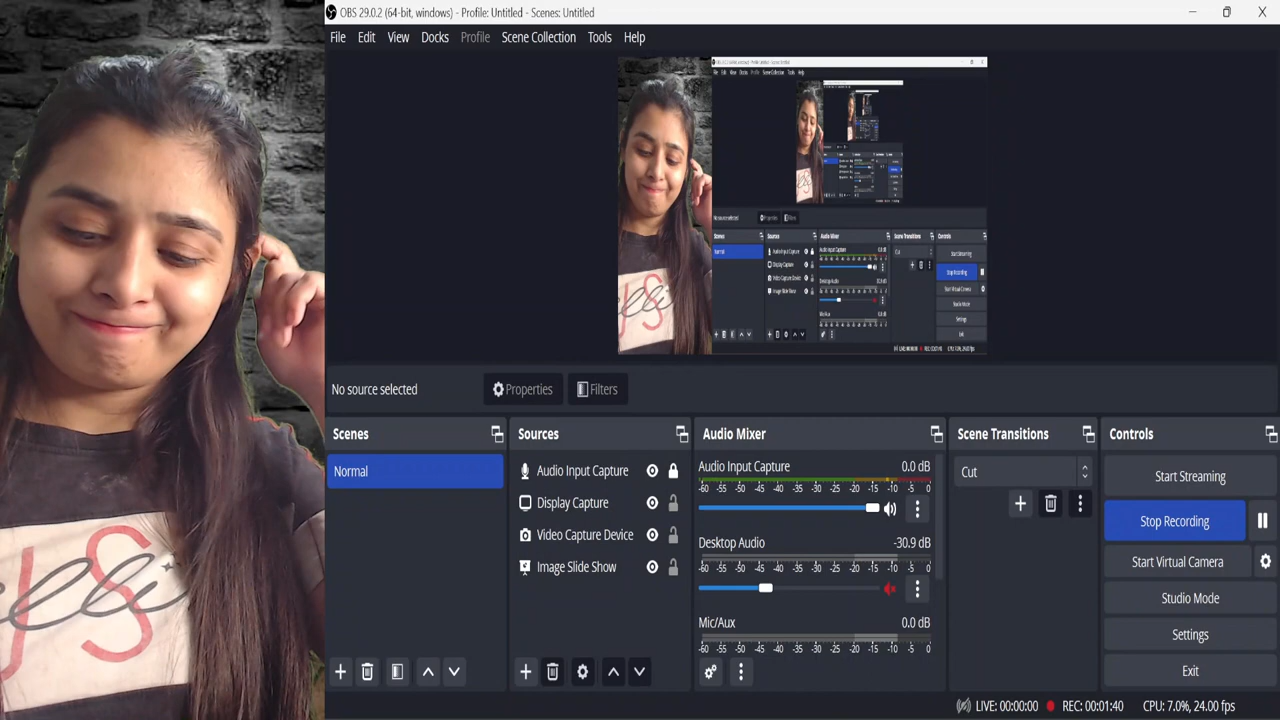 OBS 29.0.2 (64-bit, windows) - Profile: Untitled - Scenes: Untitled
File Edit View Docks Profile Scene Collection Tools Help
No source selected Properties Filters
Scenes
Normal
Sources
Audio Input Capture
Display Capture
Video Capture Device
Image Slide Show
Audio Mixer
Audio Input Capture 0.0 dB
-60 -55 -50 -45 -40 -35 -30 -25 -20 -15 -10 -5 0
Desktop Audio -30.9 dB
-60 -55 -50 -45 -40 -35 -30 -25 -20 -15 -10 -5 0
Mic/Aux 0.0 dB
-60 -55 -50 -45 -40 -35 -30 -25 -20 -15 -10 -5 0
Scene Transitions
Cut
Controls
Start Streaming
Stop Recording
Start Virtual Camera
Studio Mode
Settings
Exit
LIVE: 00:00:00 REC: 00:01:40 CPU: 7.0%, 24.00 fps